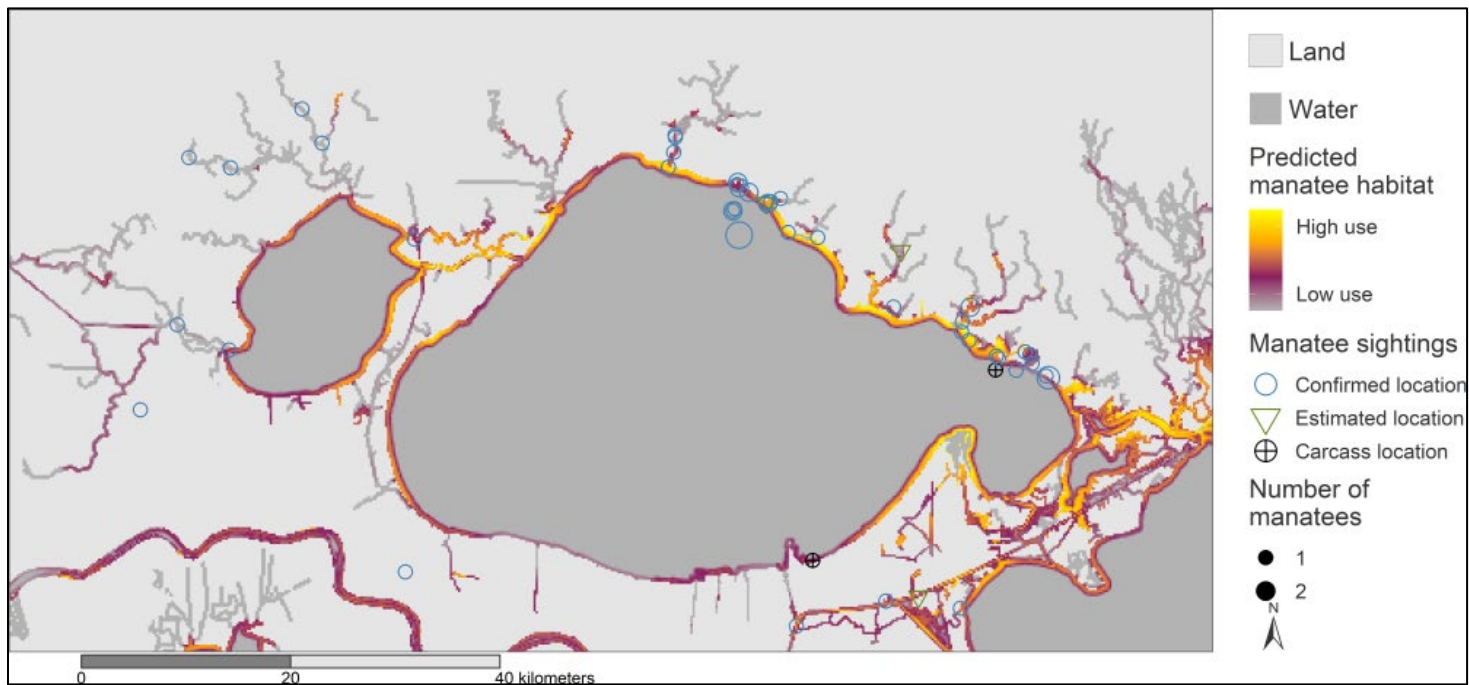 Land
Water
Predicted
manatee habitat
High use
Low use
Manatee sightings
Confirmed location
Estimated location
Carcass location
Number of
manatees
1
2
N
0
20
40 kilometers